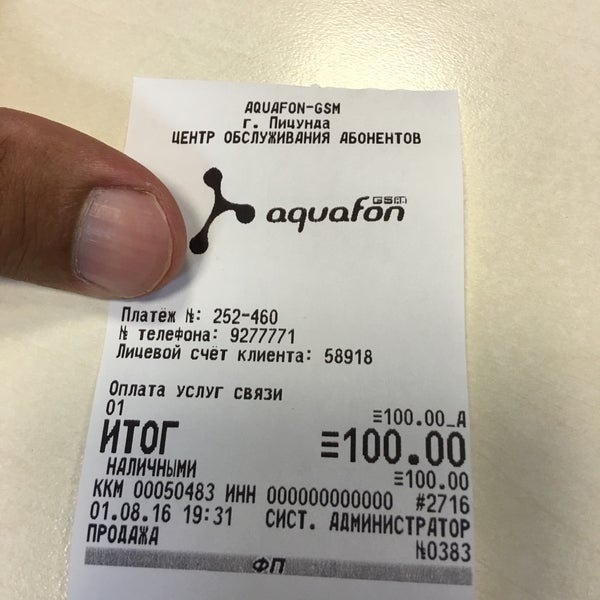 AQUAFON-GSM
г. Пицунда
ЦЕНТР ОБСЛУЖИВАНИЯ АБОНЕНТОВ
aquafon GSM
Платёж №: 252-460
№ телефона: 9277771
Лицевой счёт клиента: 58918
Оплата услуг связи
01 ≡100.00_А
ИТОГ ≡100.00
НАЛИЧНЫМИ ≡100.00
ККМ 00050483 ИНН 000000000000 #2716
01.08.16 19:31 СИСТ. АДМИНИСТРАТОР
ПРОДАЖА №0383
ФП